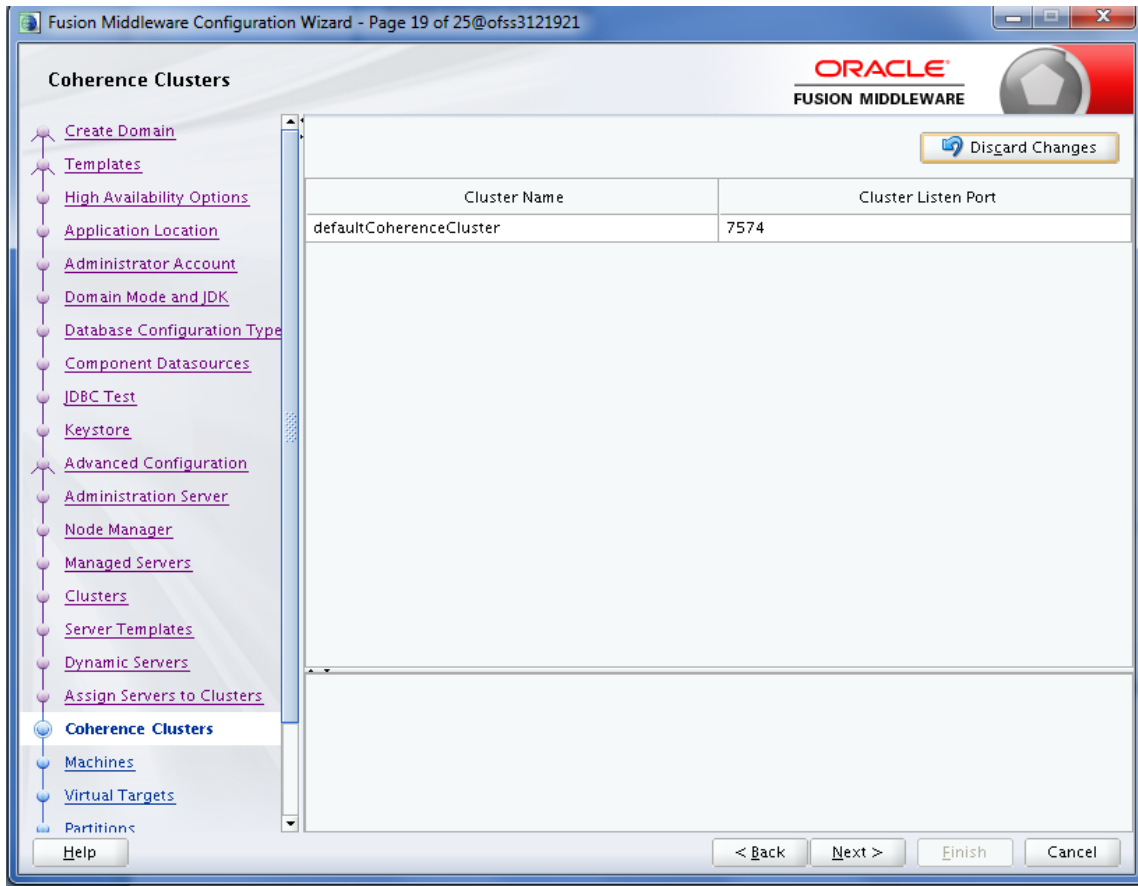 Fusion Middleware Configuration Wizard - Page 19 of 25@ofss3121921
Coherence Clusters
ORACLE
FUSION MIDDLEWARE
Create Domain
Templates
High Availability Options
Application Location
Administrator Account
Domain Mode and JDK
Database Configuration Type
Component Datasources
JDBC Test
Keystore
Advanced Configuration
Administration Server
Node Manager
Managed Servers
Clusters
Server Templates
Dynamic Servers
Assign Servers to Clusters
Coherence Clusters
Machines
Virtual Targets
Partitions
Discard Changes
Cluster Name Cluster Listen Port
defaultCoherenceCluster 7574
Help < Back Next > Finish Cancel